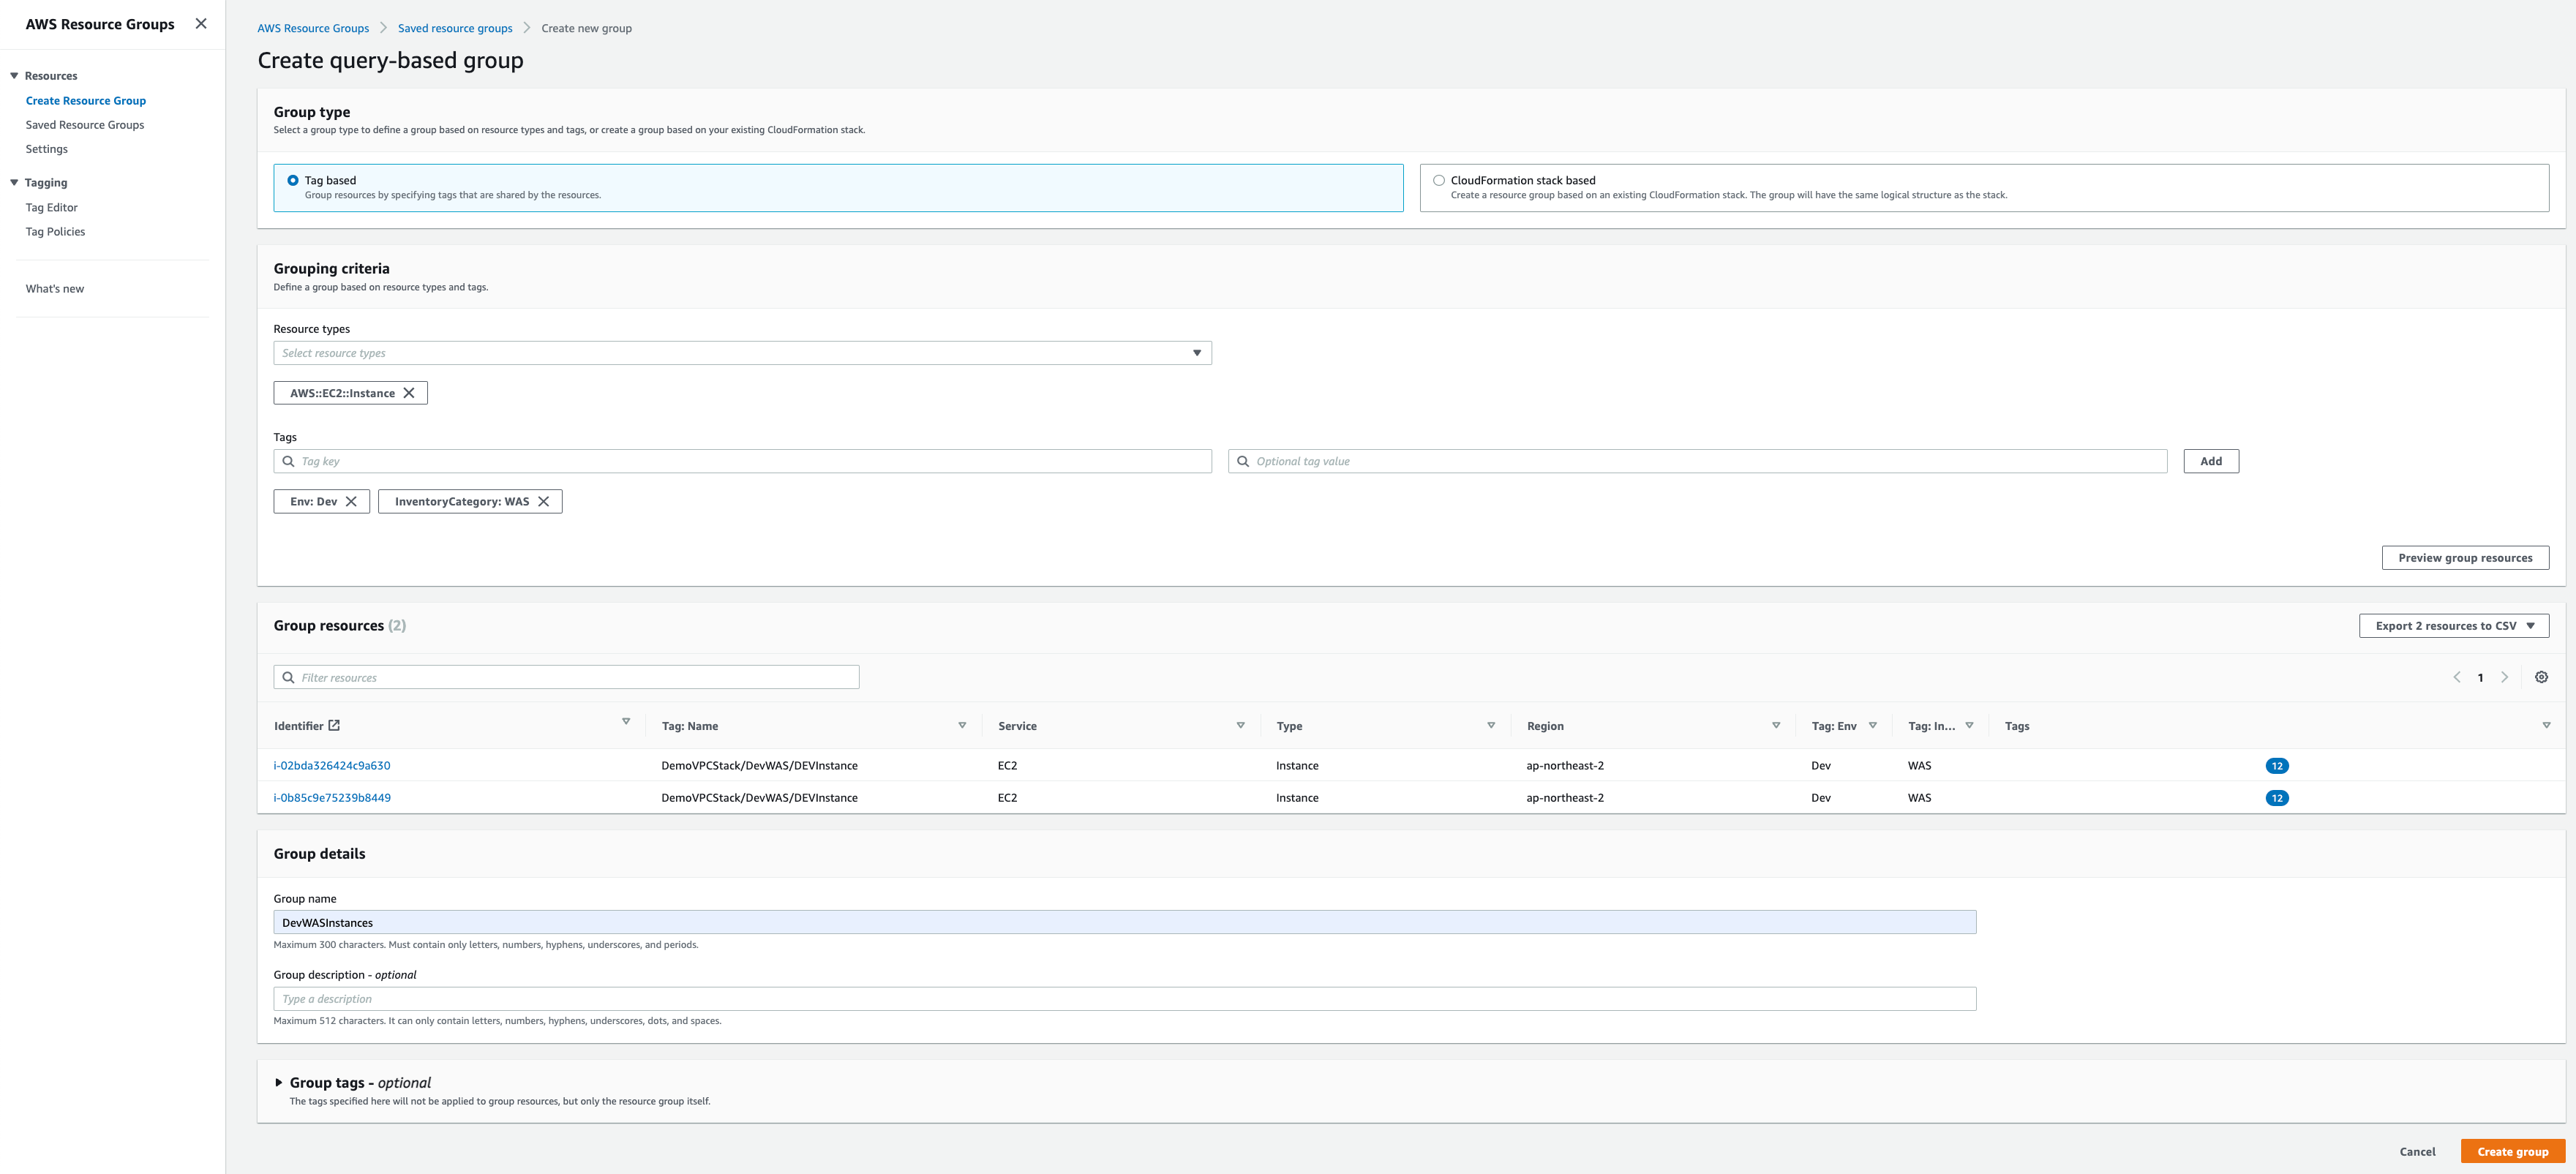 AWS Resource Groups
Resources
Create Resource Group
Saved Resource Groups
Settings
Tagging
Tag Editor
Tag Policies
What's new
AWS Resource Groups > Saved resource groups > Create new group
Create query-based group
Group type
Select a group type to define a group based on resource types and tags, or create a group based on your existing CloudFormation stack.
Tag based
Group resources by specifying tags that are shared by the resources.
CloudFormation stack based
Create a resource group based on an existing CloudFormation stack. The group will have the same logical structure as the stack.
Grouping criteria
Define a group based on resource types and tags.
Resource types
Select resource types
AWS::EC2::Instance
Tags
Tag key
Optional tag value
Add
Env: Dev
InventoryCategory: WAS
Preview group resources
Group resources (2)
Export 2 resources to CSV
Filter resources
1
Identifier Tag: Name Service Type Region Tag: Env Tag: In... Tags
i-02bda326424c9a630 DemoVPCStack/DevWAS/DEVInstance EC2 Instance ap-northeast-2 Dev WAS 12
i-0b85c9e75239b8449 DemoVPCStack/DevWAS/DEVInstance EC2 Instance ap-northeast-2 Dev WAS 12
Group details
Group name
DevWASInstances
Maximum 300 characters. Must contain only letters, numbers, hyphens, underscores, and periods.
Group description - optional
Type a description
Maximum 512 characters. It can only contain letters, numbers, hyphens, underscores, dots, and spaces.
Group tags - optional
The tags specified here will not be applied to group resources, but only the resource group itself.
Cancel
Create group